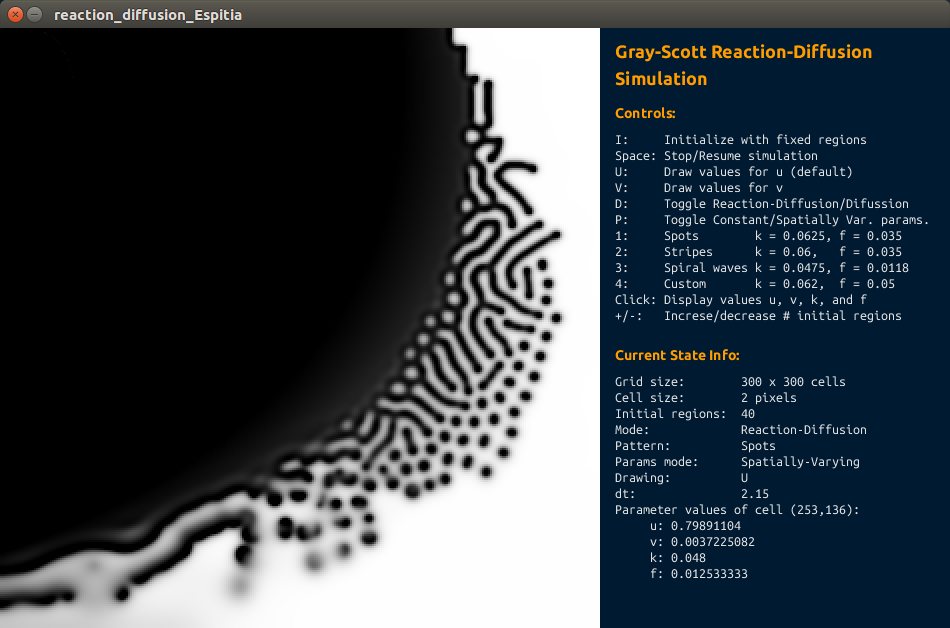 reaction_diffusion_Espitia
Gray-Scott Reaction-Diffusion
Simulation
Controls:
I: Initialize with fixed regions
Space: Stop/Resume simulation
U: Draw values for u (default)
V: Draw values for v
D: Toggle Reaction-Diffusion/Difussion
P: Toggle Constant/Spatially Var. params.
1: Spots k = 0.0625, f = 0.035
2: Stripes k = 0.06, f = 0.035
3: Spiral waves k = 0.0475, f = 0.0118
4: Custom k = 0.062, f = 0.05
Click: Display values u, v, k, and f
+/-: Increse/decrease # initial regions
Current State Info:
Grid size: 300 x 300 cells
Cell size: 2 pixels
Initial regions: 40
Mode: Reaction-Diffusion
Pattern: Spots
Params mode: Spatially-Varying
Drawing: U
dt: 2.15
Parameter values of cell (253,136):
u: 0.79891104
v: 0.0037225082
k: 0.048
f: 0.012533333